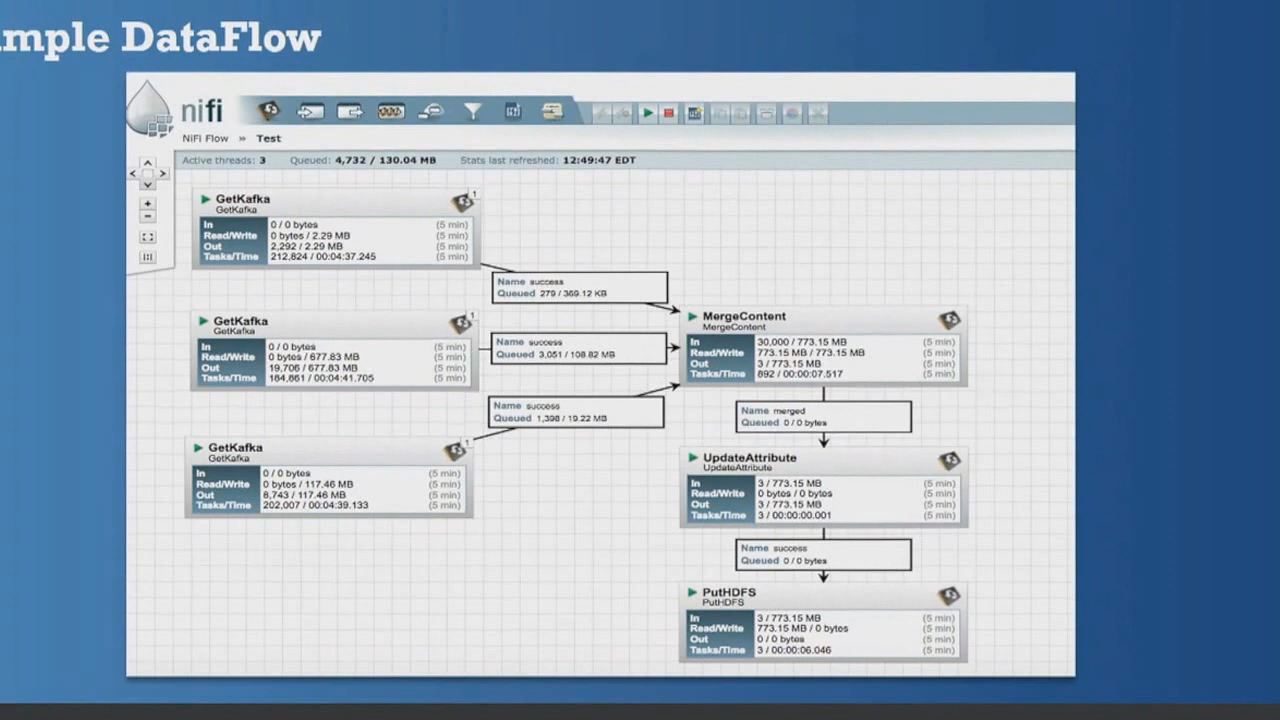 mple DataFlow
nifi
NiFi Flow » Test
Active threads: 3 Queued: 4,732 / 130.04 MB Stats last refreshed: 12:49:47 EDT
GetKafka 1
GetKafka
In 0 / 0 bytes (5 min)
Read/Write 0 bytes / 2.29 MB (5 min)
Out 2,292 / 2.29 MB (5 min)
Tasks/Time 212,824 / 00:04:37.245 (5 min)
Name success
Queued 279 / 369.12 KB
GetKafka 1
GetKafka
In 0 / 0 bytes (5 min)
Read/Write 0 bytes / 677.83 MB (5 min)
Out 19,706 / 677.83 MB (5 min)
Tasks/Time 184,861 / 00:04:41.705 (5 min)
Name success
Queued 3,051 / 108.82 MB
Name success
Queued 1,398 / 19.22 MB
GetKafka 1
GetKafka
In 0 / 0 bytes (5 min)
Read/Write 0 bytes / 117.46 MB (5 min)
Out 8,743 / 117.46 MB (5 min)
Tasks/Time 202,007 / 00:04:39.133 (5 min)
MergeContent
MergeContent
In 30,000 / 773.15 MB (5 min)
Read/Write 773.15 MB / 773.15 MB (5 min)
Out 3 / 773.15 MB (5 min)
Tasks/Time 892 / 00:00:07.517 (5 min)
Name merged
Queued 0 / 0 bytes
UpdateAttribute
UpdateAttribute
In 3 / 773.15 MB (5 min)
Read/Write 0 bytes / 0 bytes (5 min)
Out 3 / 773.15 MB (5 min)
Tasks/Time 3 / 00:00:00.001 (5 min)
Name success
Queued 0 / 0 bytes
PutHDFS
PutHDFS
In 3 / 773.15 MB (5 min)
Read/Write 773.15 MB / 0 bytes (5 min)
Out 0 / 0 bytes (5 min)
Tasks/Time 3 / 00:00:06.046 (5 min)